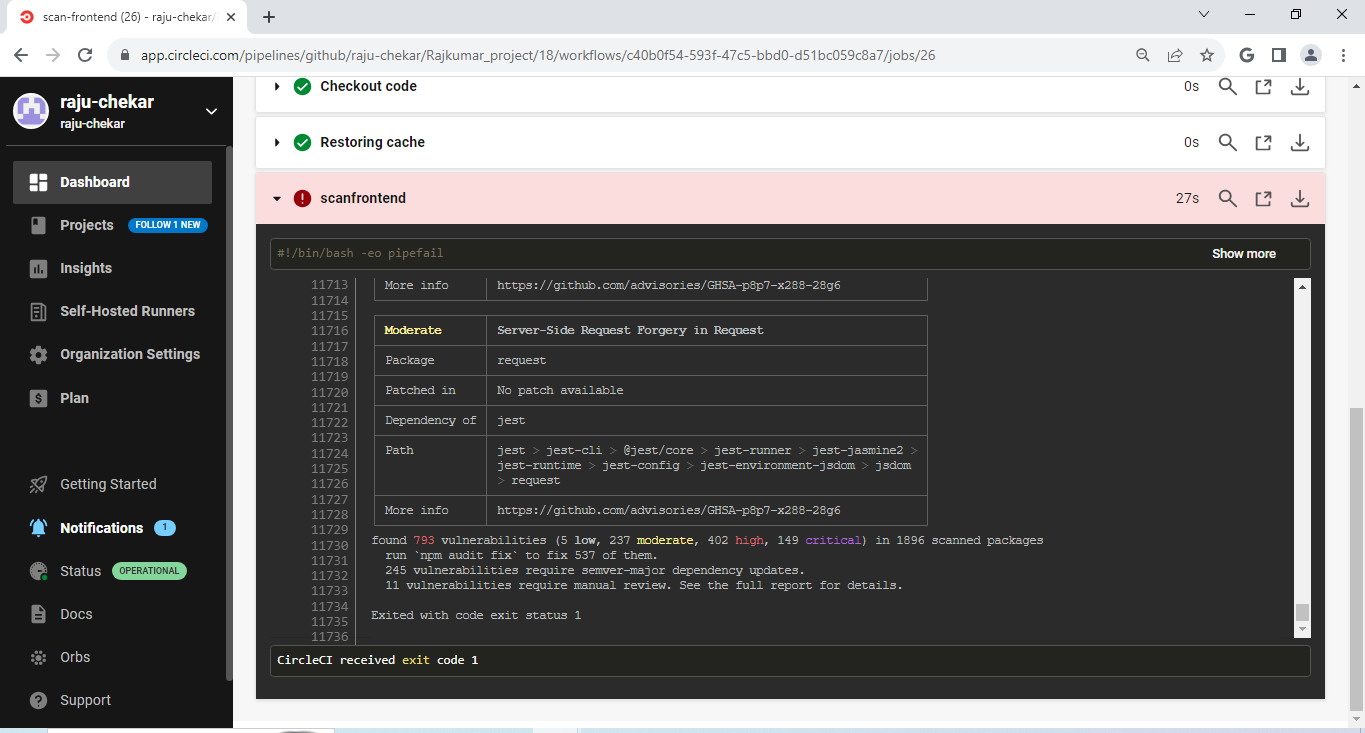 scan-frontend (26) - raju-chekar/
app.circleci.com/pipelines/github/raju-chekar/Rajkumar_project/18/workflows/c40b0f54-593f-47c5-bbd0-d51bc059c8a7/jobs/26
raju-chekar
raju-chekar
Dashboard
Projects FOLLOW 1 NEW
Insights
Self-Hosted Runners
Organization Settings
Plan
Getting Started
Notifications 1
Status OPERATIONAL
Docs
Orbs
Support
Checkout code 0s
Restoring cache 0s
scanfrontend 27s
#!/bin/bash -eo pipefail Show more
11713 More info https://github.com/advisories/GHSA-p8p7-x288-28g6
11714
11715
11716 Moderate Server-Side Request Forgery in Request
11717
11718 Package request
11719
11720 Patched in No patch available
11721
11722 Dependency of jest
11723
11724 Path jest > jest-cli > @jest/core > jest-runner > jest-jasmine2 >
11725 jest-runtime > jest-config > jest-environment-jsdom > jsdom
11726 > request
11727
11728 More info https://github.com/advisories/GHSA-p8p7-x288-28g6
11729
11730 found 793 vulnerabilities (5 low, 237 moderate, 402 high, 149 critical) in 1896 scanned packages
11731 run `npm audit fix` to fix 537 of them.
11732 245 vulnerabilities require semver-major dependency updates.
11733 11 vulnerabilities require manual review. See the full report for details.
11734
11735 Exited with code exit status 1
11736
CircleCI received exit code 1